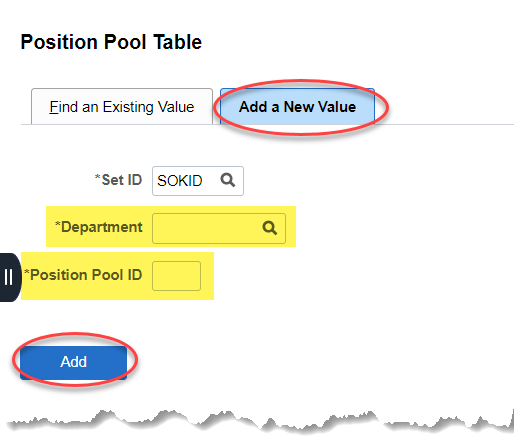 Position Pool Table
Find an Existing Value
Add a New Value
*Set ID SOKID
*Department
*Position Pool ID
Add